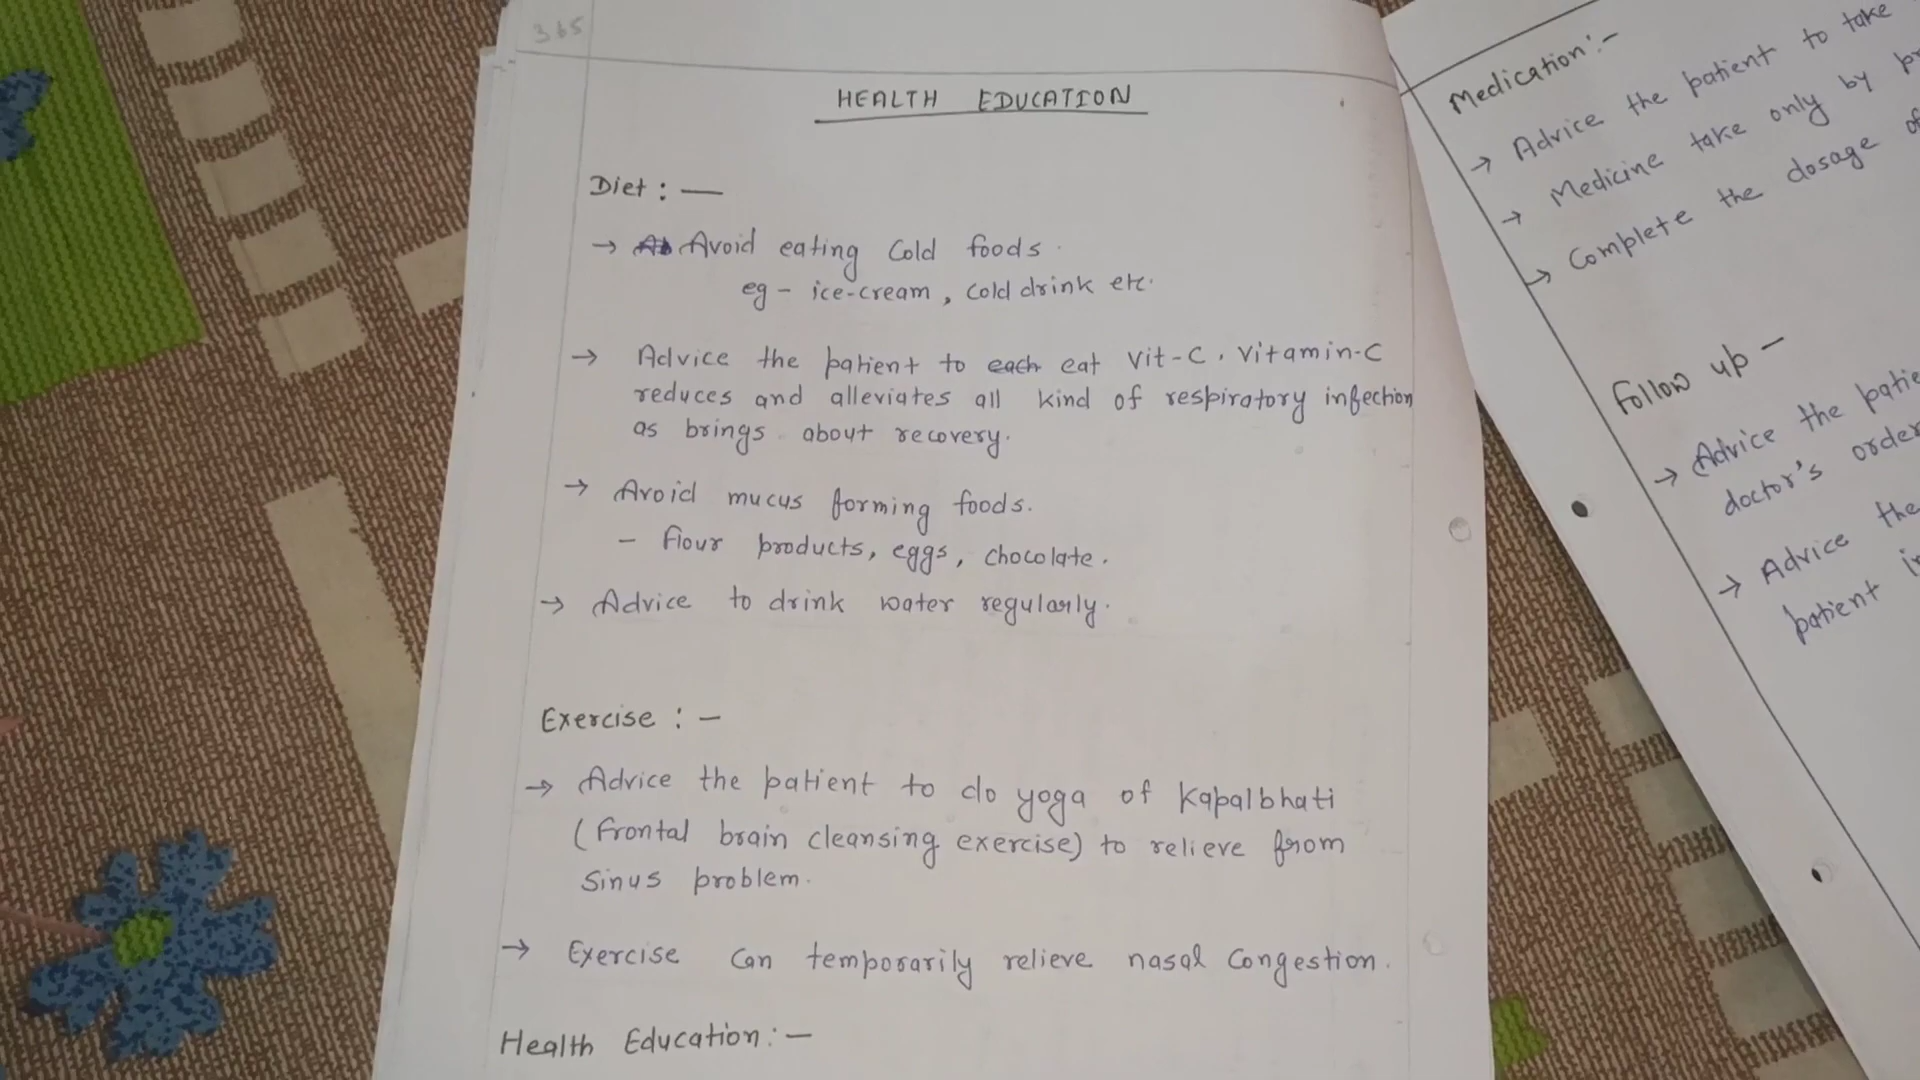 365
HEALTH EDUCATION
Diet : —
→ Avoid eating Cold foods.
eg - ice-cream, cold drink etc.
→ Advice the patient to each eat Vit-C. Vitamin-C
reduces and alleviates all kind of respiratory infection
as brings about recovery.
→ Avoid mucus forming foods.
- flour products, eggs, chocolate.
→ Advice to drink water regularly.
Exercise : —
→ Advice the patient to do yoga of Kapalbhati
(frontal brain cleansing exercise) to relieve from
sinus problem.
→ Exercise can temporarily relieve nasal congestion.
Health Education : —
Medication : -
→ Advice the patient to take
→ Medicine take only by
→ Complete the dosage of
Follow up —
→ Advice the
doctor's
→ Advice the
patient